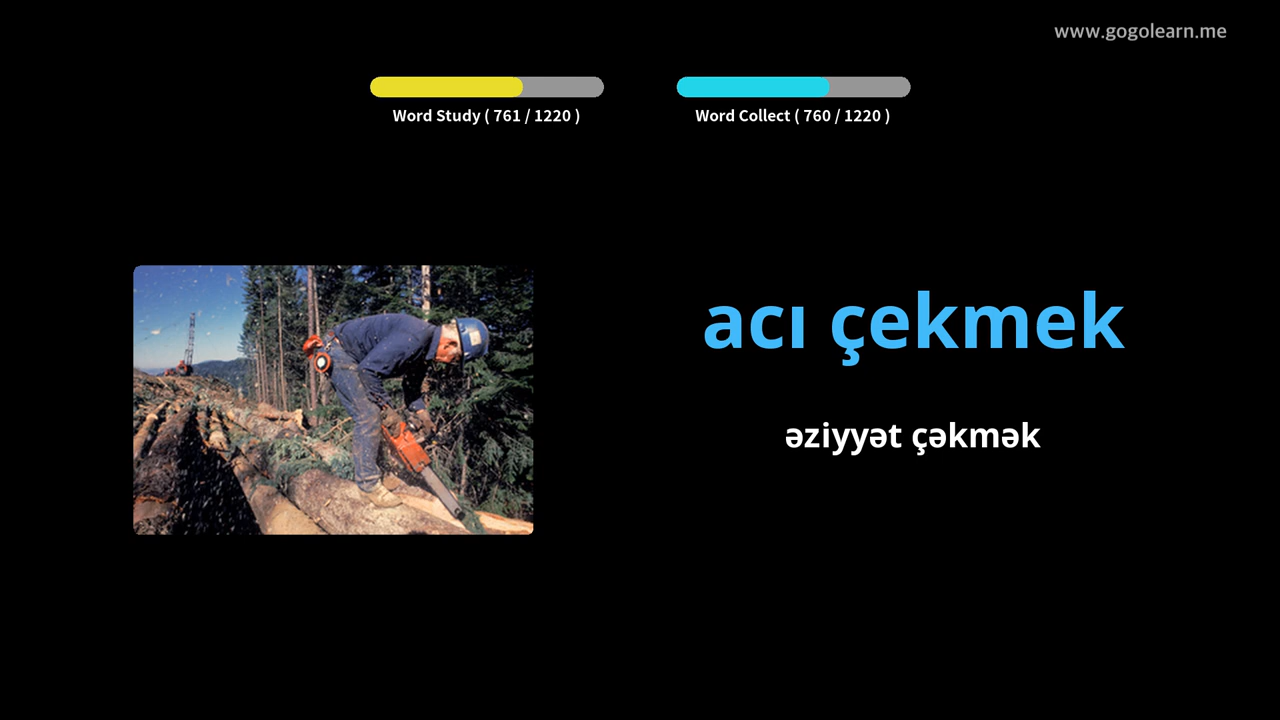 www.gogolearn.me
Word Study ( 761 / 1220 )
Word Collect ( 760 / 1220 )
acı çekmek
əziyyət çəkmək